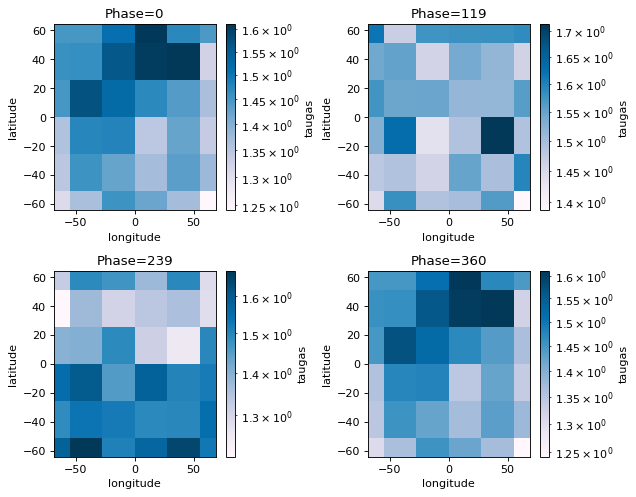 Phase=0
60
40
20
0
−20
−40
−60
latitude
−50
0
50
longitude
1.6 × 10⁰
1.55 × 10⁰
1.5 × 10⁰
1.45 × 10⁰
1.4 × 10⁰
1.35 × 10⁰
1.3 × 10⁰
1.25 × 10⁰
taugas
Phase=119
60
40
20
0
−20
−40
−60
latitude
−50
0
50
longitude
1.7 × 10⁰
1.65 × 10⁰
1.6 × 10⁰
1.55 × 10⁰
1.5 × 10⁰
1.45 × 10⁰
1.4 × 10⁰
taugas
Phase=239
60
40
20
0
−20
−40
−60
latitude
−50
0
50
longitude
1.6 × 10⁰
1.5 × 10⁰
1.4 × 10⁰
1.3 × 10⁰
taugas
Phase=360
60
40
20
0
−20
−40
−60
latitude
−50
0
50
longitude
1.6 × 10⁰
1.55 × 10⁰
1.5 × 10⁰
1.45 × 10⁰
1.4 × 10⁰
1.35 × 10⁰
1.3 × 10⁰
1.25 × 10⁰
taugas